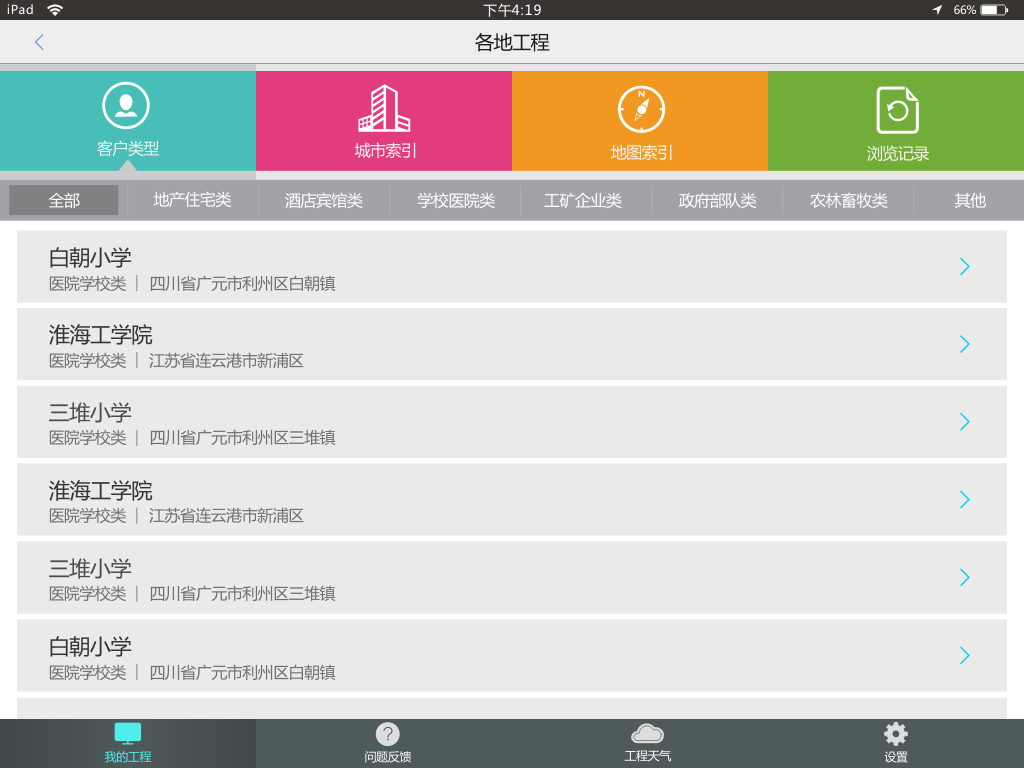 iPad 下午4:19 66%
各地工程
客户类型 城市索引 地图索引 浏览记录
N
全部 地产住宅类 酒店宾馆类 学校医院类 工矿企业类 政府部队类 农林畜牧类 其他
白朝小学
医院学校类 | 四川省广元市利州区白朝镇
淮海工学院
医院学校类 | 江苏省连云港市新浦区
三堆小学
医院学校类 | 四川省广元市利州区三堆镇
淮海工学院
医院学校类 | 江苏省连云港市新浦区
三堆小学
医院学校类 | 四川省广元市利州区三堆镇
白朝小学
医院学校类 | 四川省广元市利州区白朝镇
我的工程 问题反馈 工程天气 设置